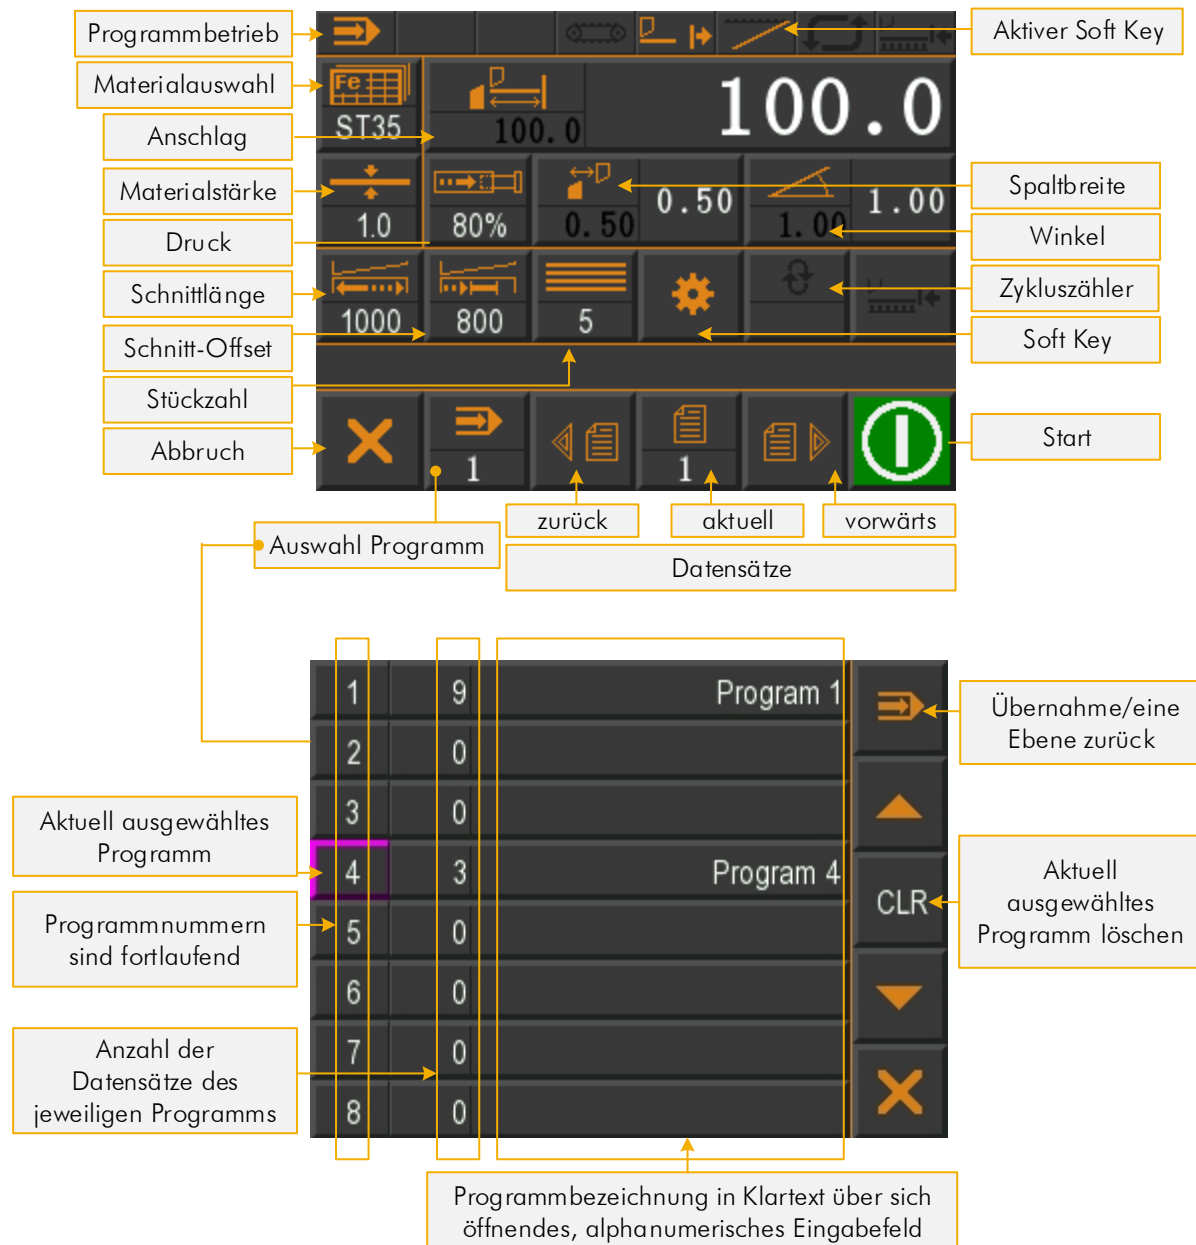 Programmbetrieb
Aktiver Soft Key
Materialauswahl
Fe
ST35
100.0
100.0
Anschlag
Materialstärke
1.0
80%
0.50
0.50
1.00
1.00
Spaltbreite
Druck
Winkel
Schnittlänge
1000
800
5
Zykluszähler
Schnitt-Offset
Soft Key
Stückzahl
Abbruch
1
1
Start
zurück
aktuell
vorwärts
Auswahl Programm
Datensätze
1 9 Program 1
2 0
3 0
4 3 Program 4
5 0
6 0
7 0
8 0
CLR
Übernahme/eine
Ebene zurück
Aktuell ausgewähltes
Programm
Aktuell
ausgewähltes
Programm löschen
Programmnummern
sind fortlaufend
Anzahl der
Datensätze des
jeweiligen Programms
Programmbezeichnung in Klartext über sich
öffnendes, alphanumerisches Eingabefeld